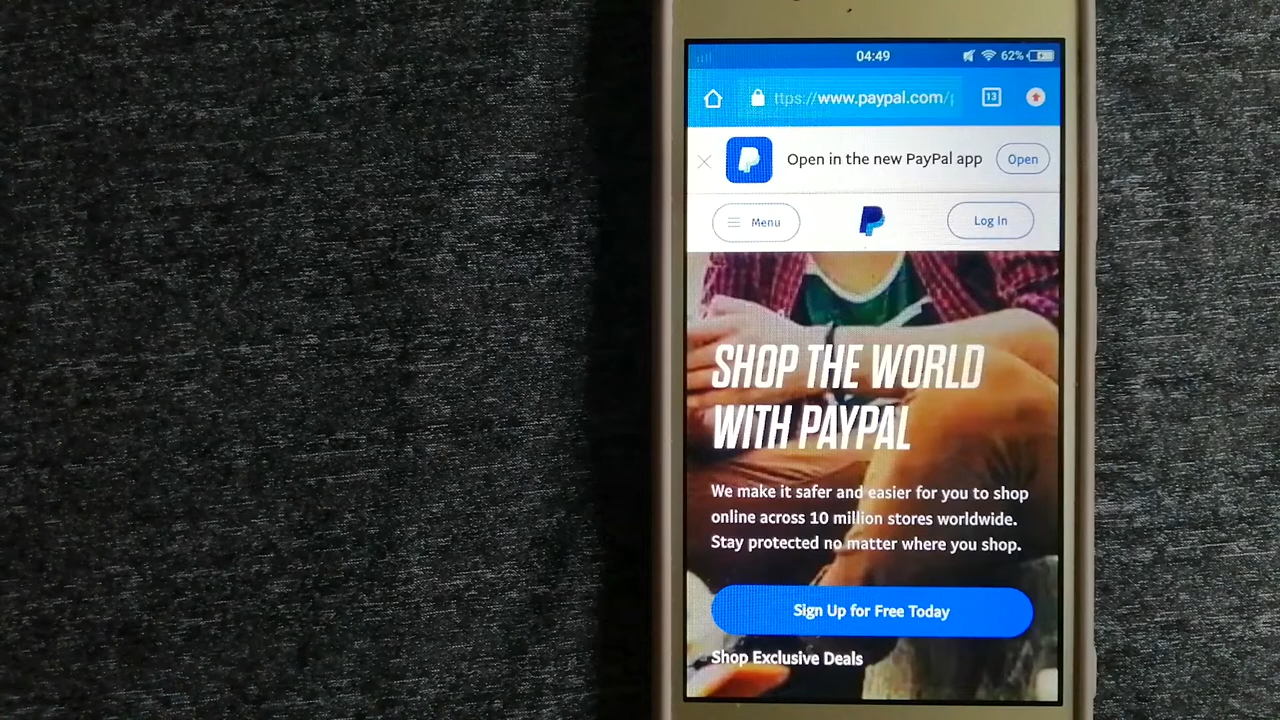 04:49 62%
ttps://www.paypal.com/ 13
Open in the new PayPal app Open
Menu Log In
SHOP THE WORLD
WITH PAYPAL
We make it safer and easier for you to shop
online across 10 million stores worldwide.
Stay protected no matter where you shop.
Sign Up for Free Today
Shop Exclusive Deals